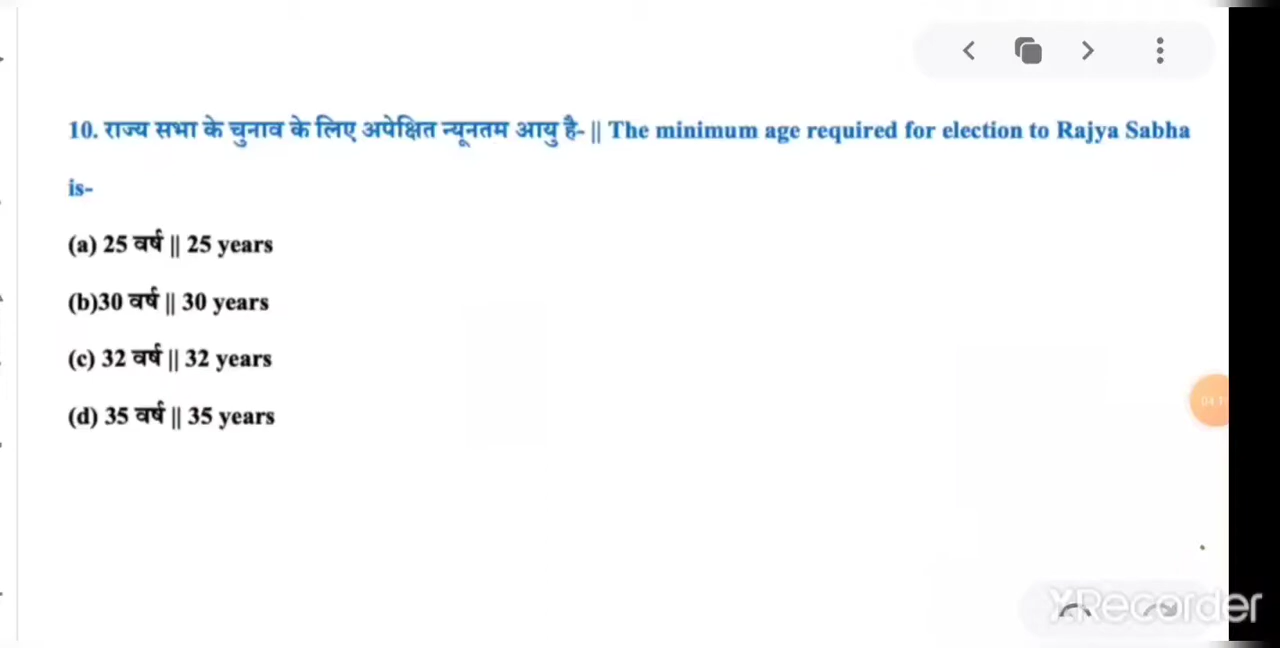 10. राज्य सभा के चुनाव के लिए अपेक्षित न्यूनतम आयु है- || The minimum age required for election to Rajya Sabha
is-
(a) 25 वर्ष || 25 years
(b)30 वर्ष || 30 years
(c) 32 वर्ष || 32 years
(d) 35 वर्ष || 35 years
XRecorder